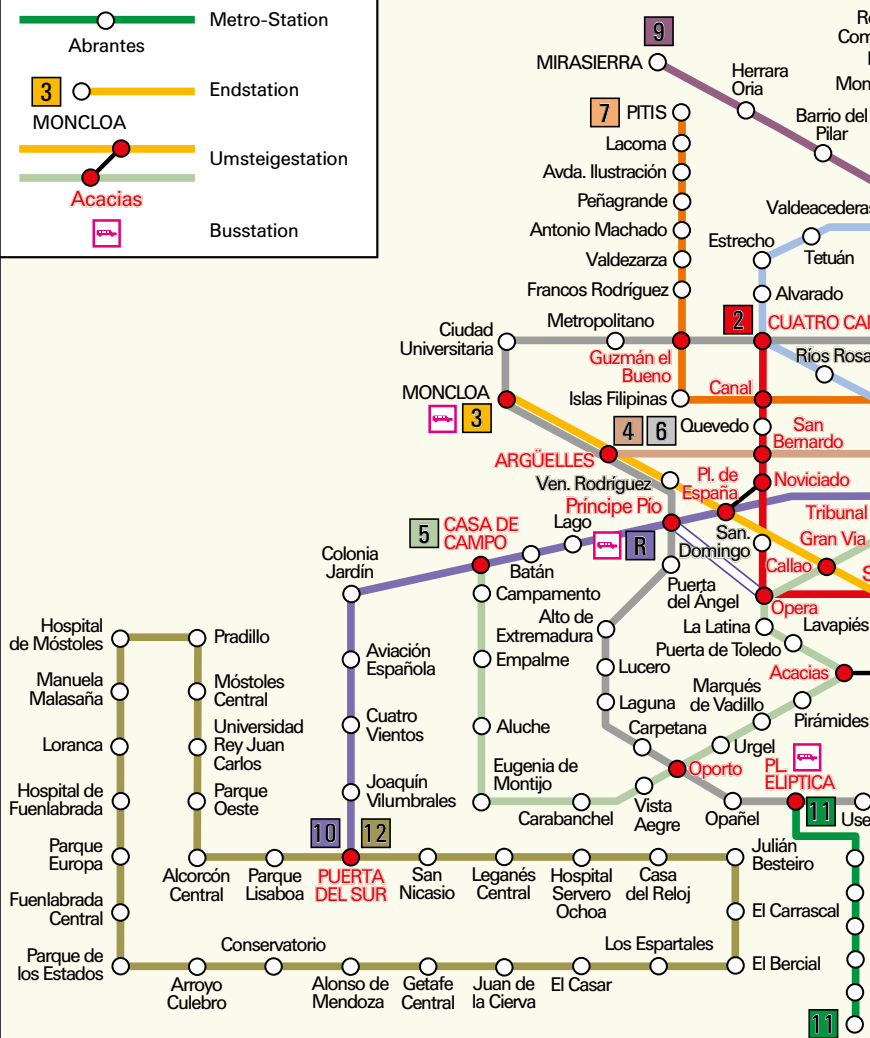 Metro-Station
Abrantes
3
Endstation
MONCLOA
Umsteigestation
Acacias
Busstation
9
MIRASIERRA
Herrara
Oria
Barrio del
Pilar
7
PITIS
Lacoma
Avda. Ilustración
Peñagrande
Antonio Machado
Valdezarza
Francos Rodríguez
Valdeaceder
Estrecho
Tetuán
Alvarado
2
CUATRO CA
Metropolitano
Ciudad
Universitaria
Guzmán el
Bueno
Ríos Rosa
Canal
MONCLOA
3
Islas Filipinas
4
6
Quevedo
San
Bernardo
ARGÜELLES
Ven. Rodríguez
Pl. de
España
Noviciado
Príncipe Pío
Tribunal
5
CASA DE
CAMPO
Lago
R
San.
Domingo
Gran Via
Callao
Batán
Colonia
Jardín
Campamento
Puerta
del Ángel
Opera
Alto de
Extremadura
La Latina
Lavapiés
Puerta de Toledo
Hospital
de Móstoles
Pradillo
Aviación
Española
Empalme
Lucero
Acacias
Manuela
Malasaña
Móstoles
Central
Laguna
Marqués
de Vadillo
Pirámides
Cuatro
Vientos
Aluche
Carpetana
Urgel
Loranca
Universidad
Rey Juan
Carlos
Eugenia de
Montijo
Oporto
PL.
ELIPTICA
Hospital de
Fuenlabrada
Parque
Oeste
Joaquín
Vilumbrales
Carabanchel
Vista
Aegre
Opañel
11
Use
10
12
Parque
Europa
Julián
Besteiro
Alcorcón
Central
Parque
Lisaboa
PUERTA
DEL SUR
San
Nicasio
Leganés
Central
Hospital
Servero
Ochoa
Casa
del Reloj
Fuenlabrada
Central
El Carrascal
Parque de
los Estados
Conservatorio
Los Espartales
El Bercial
Arroyo
Culebro
Alonso de
Mendoza
Getafe
Central
Juan de
la Cierva
El Casar
11